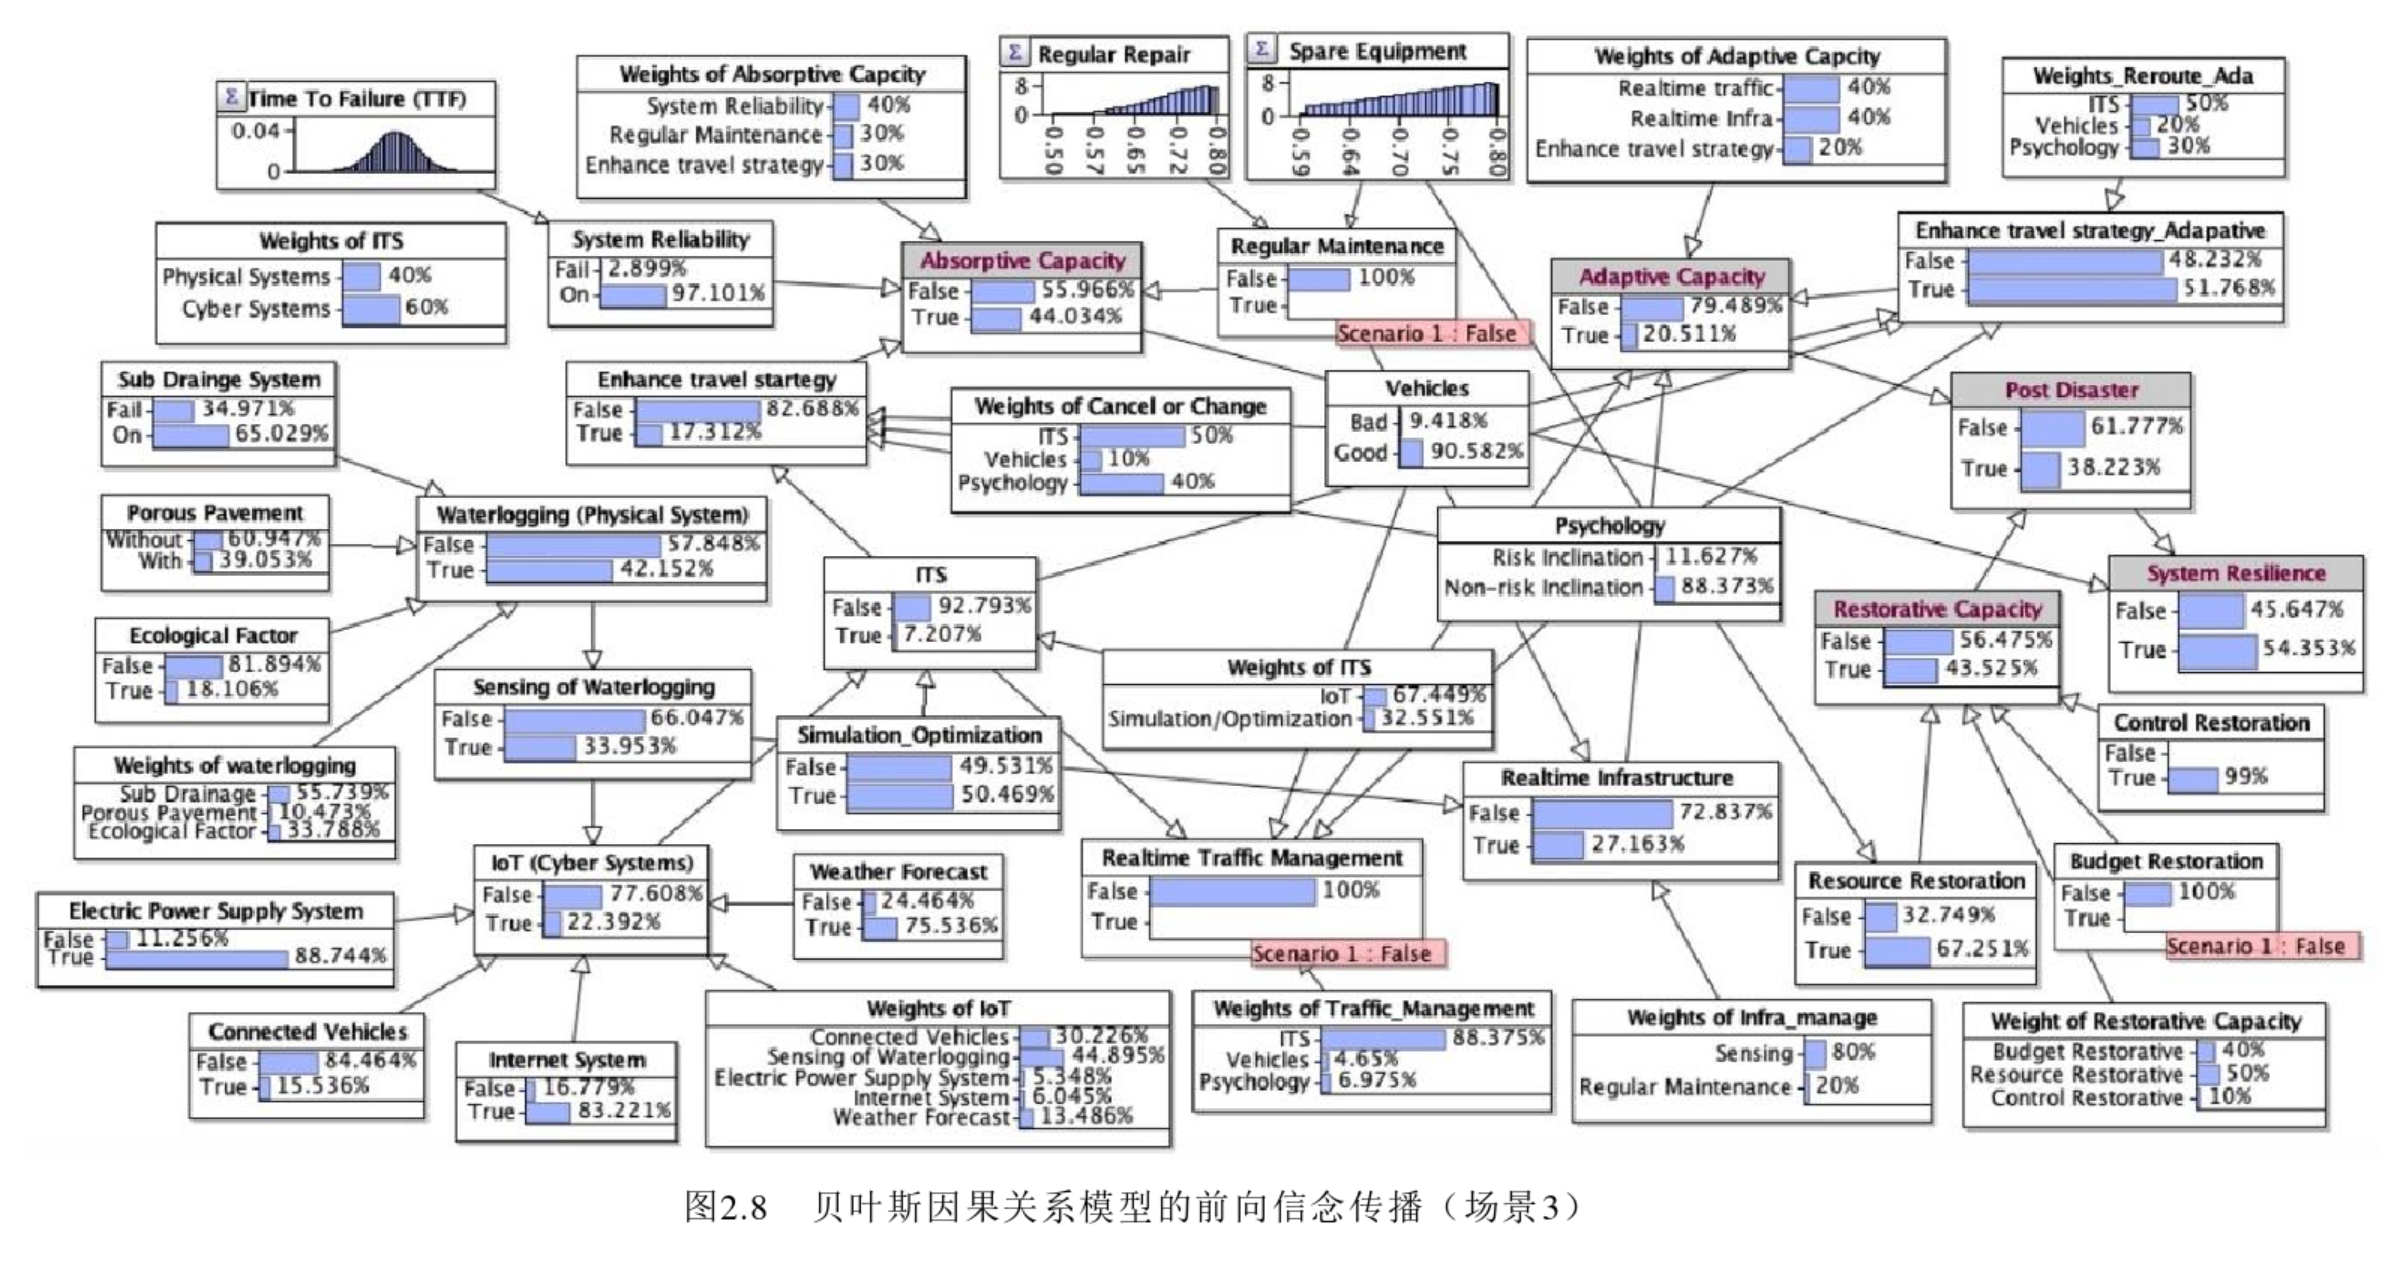 Time To Failure (TTF)
0.04
0
Weights of Absorptive Capcity
System Reliability 40%
Regular Maintenance 30%
Enhance travel strategy 30%
Regular Repair
8
0
0.50 0.57 0.65 0.72 0.80
Spare Equipment
8
0
0.59 0.64 0.70 0.75 0.80
Weights of Adaptive Capcity
Realtime traffic 40%
Realtime Infra 40%
Enhance travel strategy 20%
Weights_Reroute_Ada
ITS 50%
Vehicles 20%
Psychology 30%
Weights of ITS
Physical Systems 40%
Cyber Systems 60%
System Reliability
Fail 2.899%
On 97.101%
Absorptive Capacity
False 55.966%
True 44.034%
Regular Maintenance
False 100%
True
Scenario 1 : False
Adaptive Capacity
False 79.489%
True 20.511%
Enhance travel strategy_Adapative
False 48.232%
True 51.768%
Sub Drainge System
Fail 34.971%
On 65.029%
Enhance travel startegy
False 82.688%
True 17.312%
Weights of Cancel or Change
ITS 50%
Vehicles 10%
Psychology 40%
Vehicles
Bad 9.418%
Good 90.582%
Post Disaster
False 61.777%
True 38.223%
Porous Pavement
Without 60.947%
With 39.053%
Waterlogging (Physical System)
False 57.848%
True 42.152%
ITS
False 92.793%
True 7.207%
Psychology
Risk Inclination 11.627%
Non-risk Inclination 88.373%
System Resilience
False 45.647%
True 54.353%
Ecological Factor
False 81.894%
True 18.106%
Sensing of Waterlogging
False 66.047%
True 33.953%
Weights of ITS
IoT 67.449%
Simulation/Optimization 32.551%
Restorative Capacity
False 56.475%
True 43.525%
Weights of waterlogging
Sub Drainage 55.739%
Porous Pavement 10.473%
Ecological Factor 33.788%
Simulation_Optimization
False 49.531%
True 50.469%
Realtime Infrastructure
False 72.837%
True 27.163%
Control Restoration
False
True 99%
Electric Power Supply System
False 11.256%
True 88.744%
IoT (Cyber Systems)
False 77.608%
True 22.392%
Weather Forecast
False 24.464%
True 75.536%
Realtime Traffic Management
False 100%
True
Scenario 1 : False
Resource Restoration
False 32.749%
True 67.251%
Budget Restoration
False 100%
True
Scenario 1 : False
Connected Vehicles
False 84.464%
True 15.536%
Internet System
False 16.779%
True 83.221%
Weights of IoT
Connected Vehicles 30.226%
Sensing of Waterlogging 44.895%
Electric Power Supply System 5.348%
Internet System 6.045%
Weather Forecast 13.486%
Weights of Traffic_Management
ITS 88.375%
Vehicles 4.65%
Psychology 6.975%
Weights of Infra_manage
Sensing 80%
Regular Maintenance 20%
Weight of Restorative Capacity
Budget Restorative 40%
Resource Restorative 50%
Control Restorative 10%
图2.8 贝叶斯因果关系模型的前向信念传播（场景3）